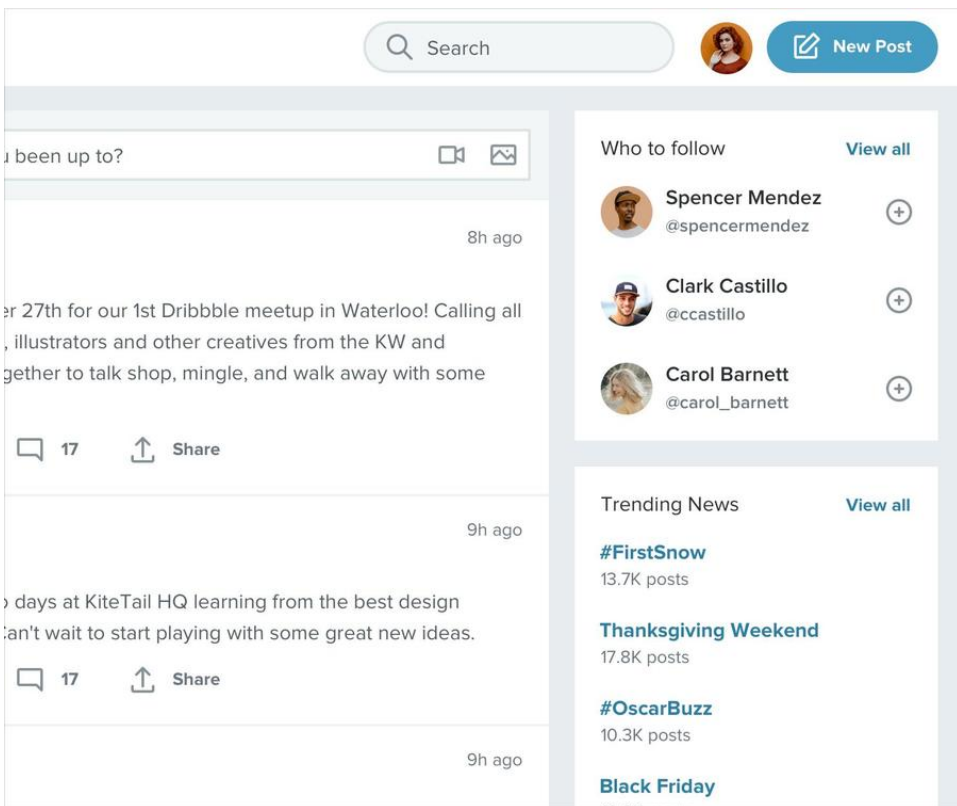 Search
New Post
been up to?
8h ago
27th for our 1st Dribbble meetup in Waterloo! Calling all
, illustrators and other creatives from the KW and
gether to talk shop, mingle, and walk away with some
17
Share
9h ago
days at KiteTail HQ learning from the best design
an't wait to start playing with some great new ideas.
17
Share
9h ago
Who to follow
View all
Spencer Mendez
@spencermendez
Clark Castillo
@ccastillo
Carol Barnett
@carol_barnett
Trending News
View all
#FirstSnow
13.7K posts
Thanksgiving Weekend
17.8K posts
#OscarBuzz
10.3K posts
Black Friday